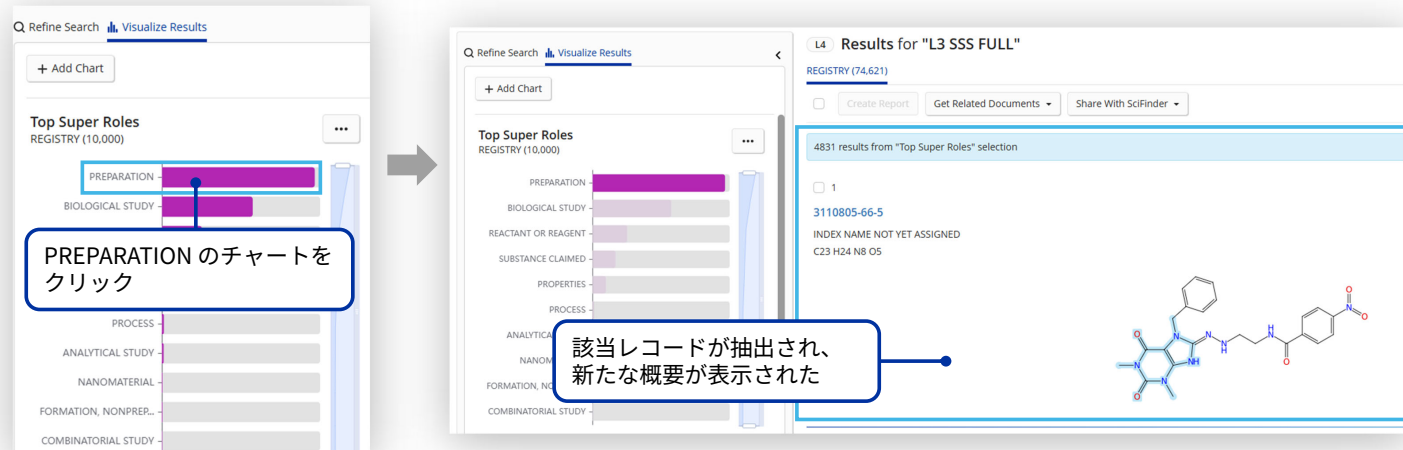 Refine Search Visualize Results
+ Add Chart
Top Super Roles
REGISTRY (10,000)
...
PREPARATION
BIOLOGICAL STUDY
PREPARATION のチャートを
クリック
PROCESS
ANALYTICAL STUDY
NANOMATERIAL
FORMATION, NONPREP...
COMBINATORIAL STUDY
Refine Search Visualize Results
+ Add Chart
Top Super Roles
REGISTRY (10,000)
...
PREPARATION
BIOLOGICAL STUDY
REACTANT OR REAGENT
SUBSTANCE CLAIMED
PROPERTIES
PROCESS
ANALYTICA
NANOM
FORMATION, NO
COMBINATORIAL STUDY
L4 Results for "L3 SSS FULL"
REGISTRY (74,621)
Create Report Get Related Documents Share With SciFinder
4831 results from "Top Super Roles" selection
1
3110805-66-5
INDEX NAME NOT YET ASSIGNED
C23 H24 N8 O5
該当レコードが抽出され、
新たな概要が表示された
O
N
O
H
N
O
N
N
H
N
NH
O
N
N
O